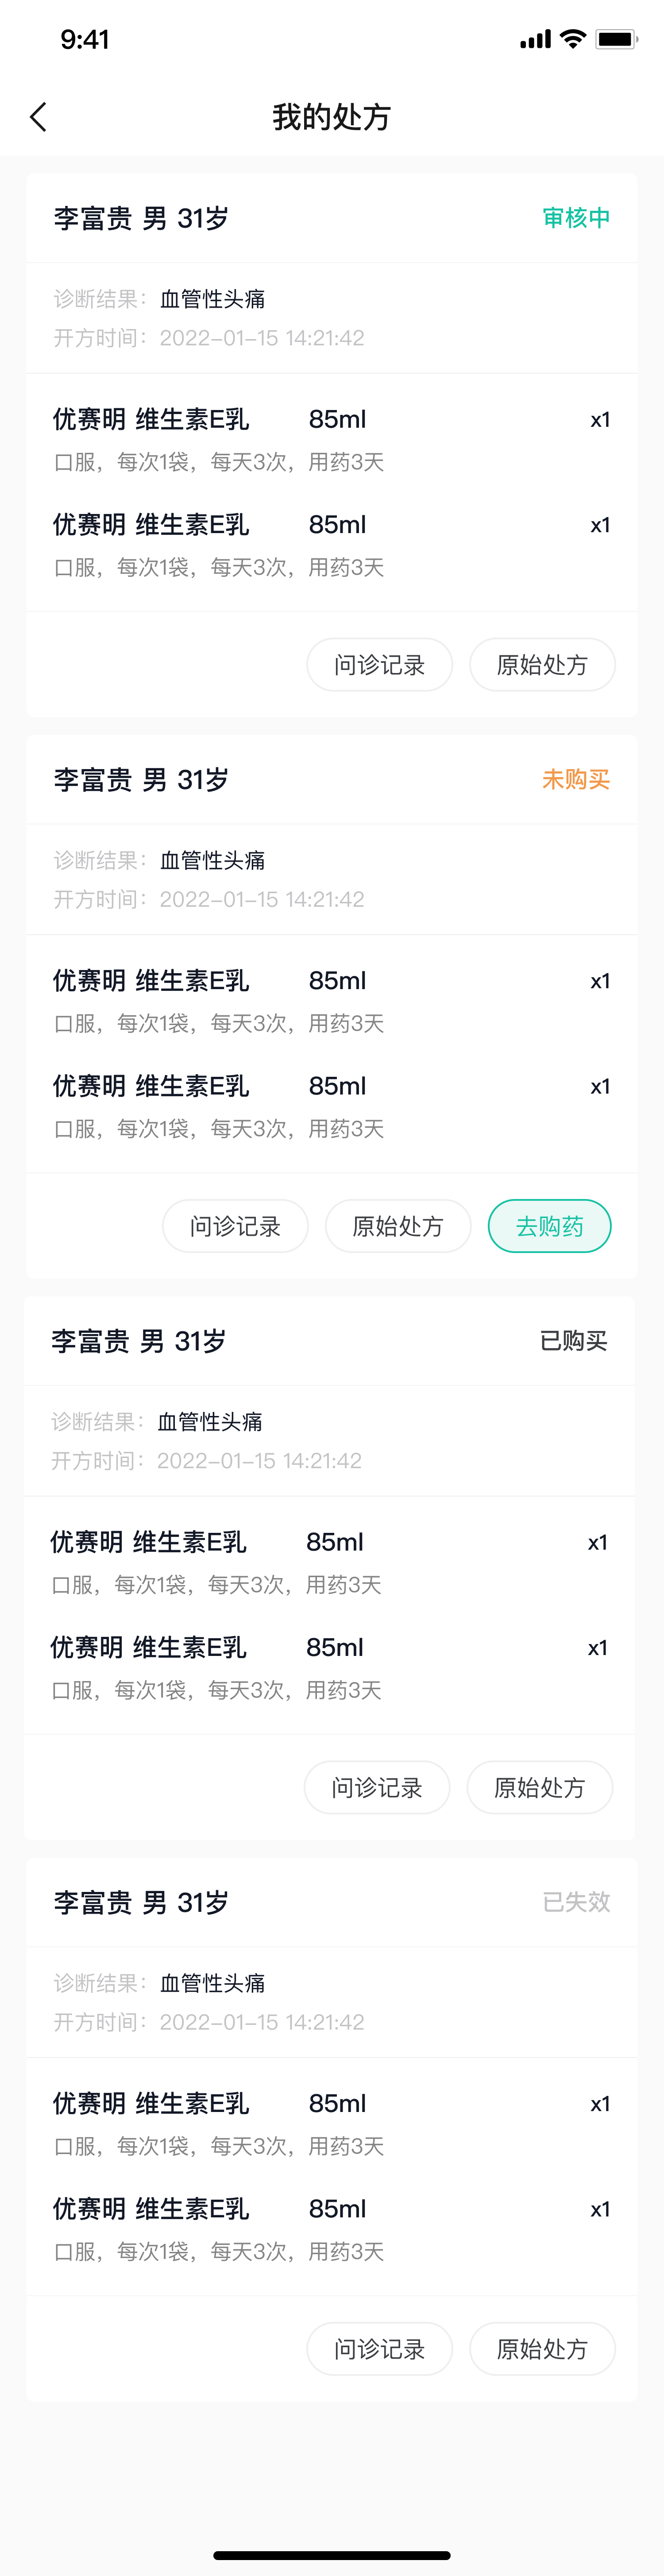 9:41
我的处方
李富贵 男 31岁 审核中
诊断结果：血管性头痛
开方时间：2022-01-15 14:21:42
优赛明 维生素E乳 85ml x1
口服，每次1袋，每天3次，用药3天
优赛明 维生素E乳 85ml x1
口服，每次1袋，每天3次，用药3天
问诊记录 原始处方
李富贵 男 31岁 未购买
诊断结果：血管性头痛
开方时间：2022-01-15 14:21:42
优赛明 维生素E乳 85ml x1
口服，每次1袋，每天3次，用药3天
优赛明 维生素E乳 85ml x1
口服，每次1袋，每天3次，用药3天
问诊记录 原始处方 去购药
李富贵 男 31岁 已购买
诊断结果：血管性头痛
开方时间：2022-01-15 14:21:42
优赛明 维生素E乳 85ml x1
口服，每次1袋，每天3次，用药3天
优赛明 维生素E乳 85ml x1
口服，每次1袋，每天3次，用药3天
问诊记录 原始处方
李富贵 男 31岁 已失效
诊断结果：血管性头痛
开方时间：2022-01-15 14:21:42
优赛明 维生素E乳 85ml x1
口服，每次1袋，每天3次，用药3天
优赛明 维生素E乳 85ml x1
口服，每次1袋，每天3次，用药3天
问诊记录 原始处方